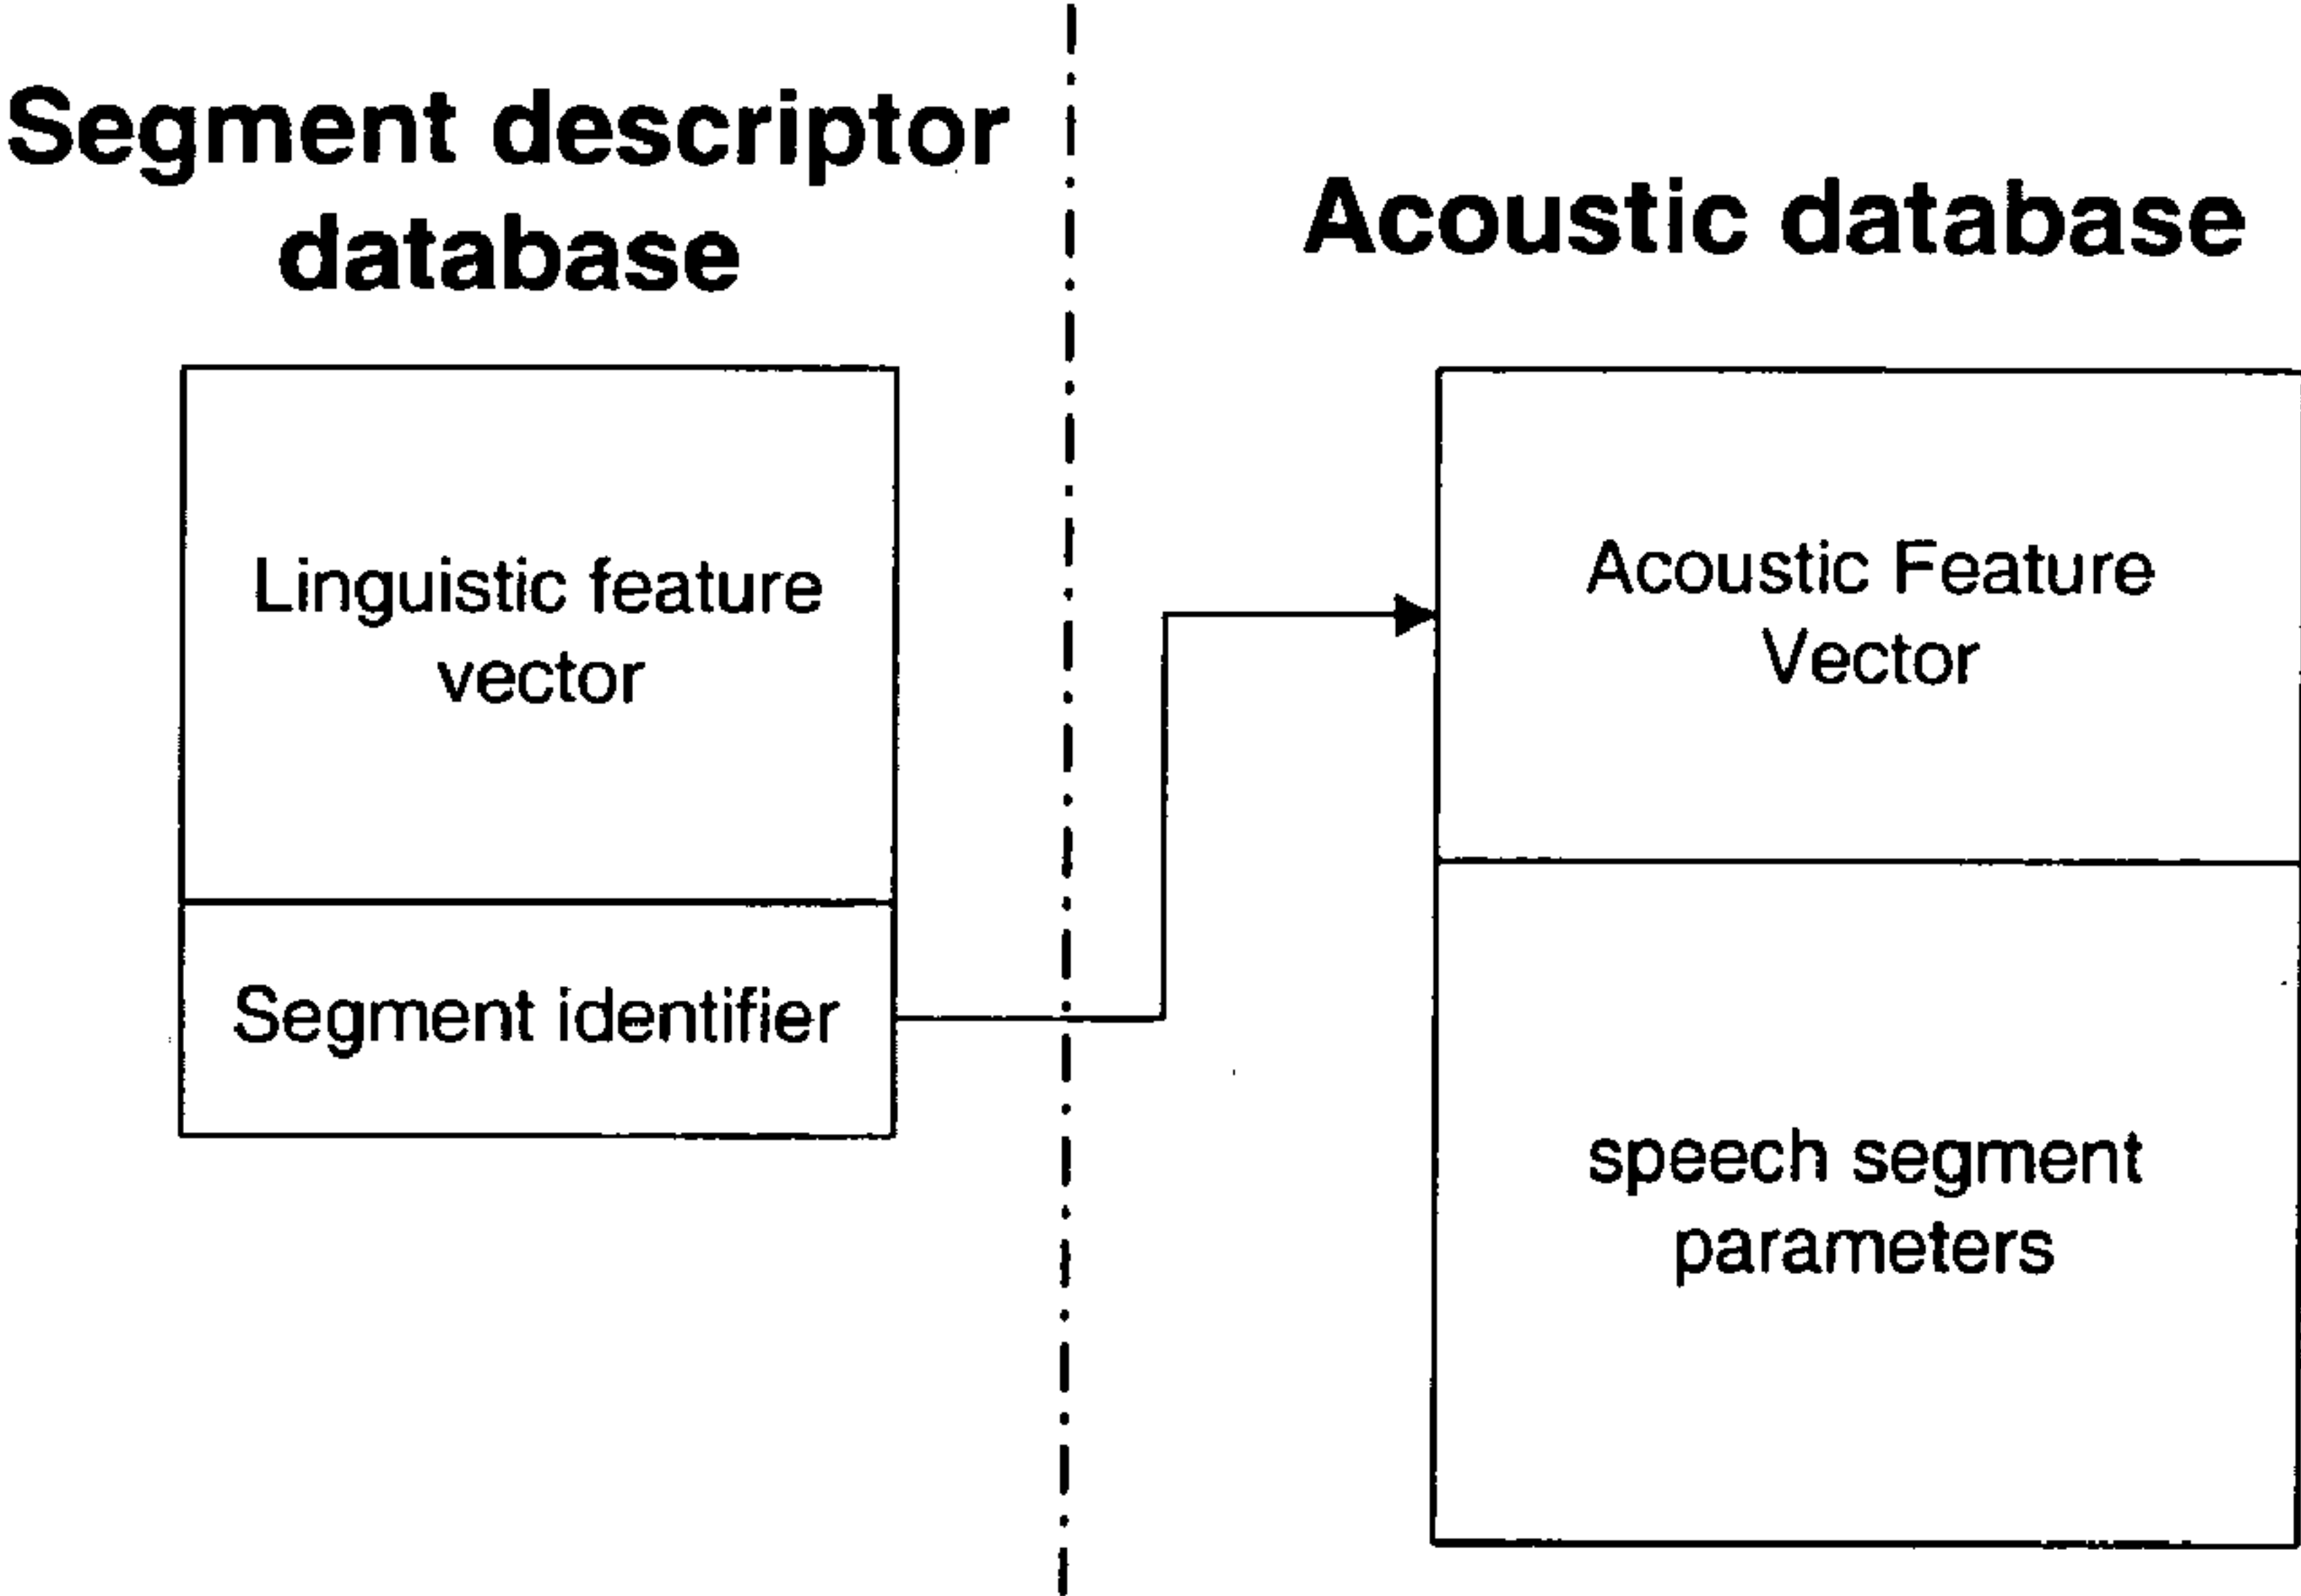 Segment descriptor
database
Linguistic feature
vector
Segment identifier
Acoustic database
Acoustic Feature
Vector
speech segment
parameters